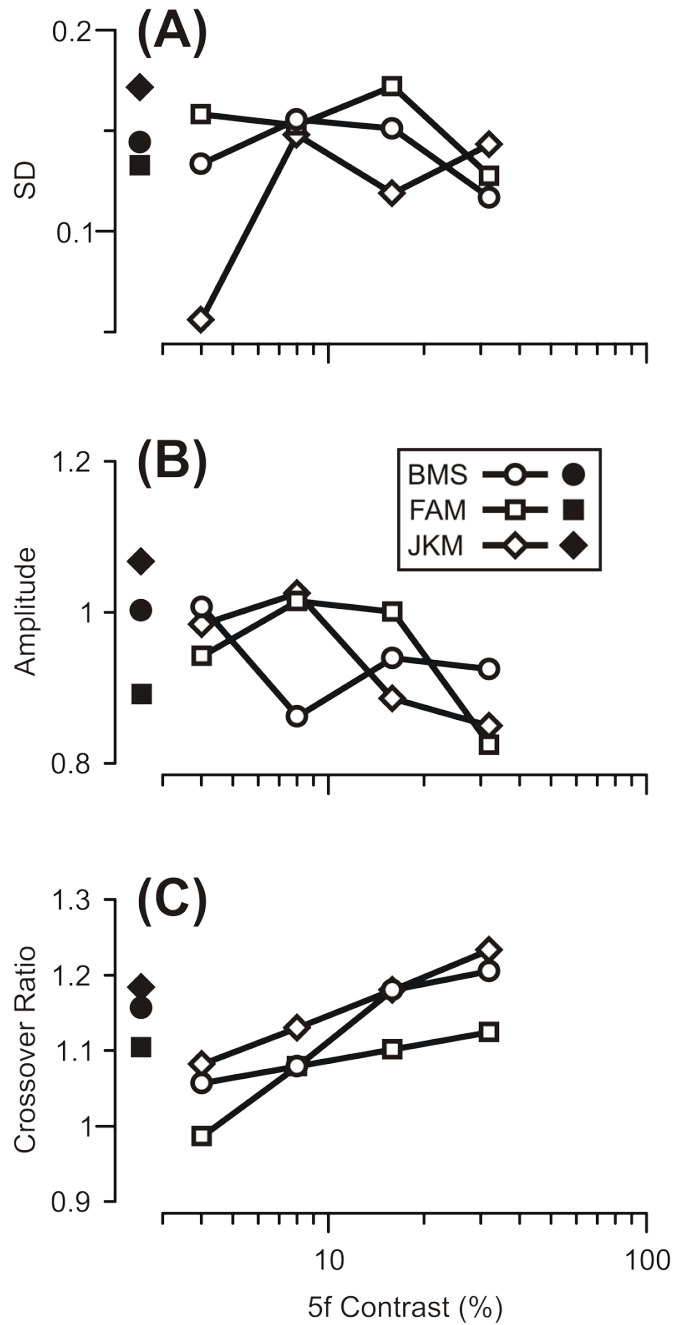 (A)
0.2
SD
0.1
(B)
1.2
BMS
FAM
JKM
Amplitude
1
0.8
(C)
1.3
1.2
Crossover Ratio
1.1
1
0.9
10
100
5f Contrast (%)